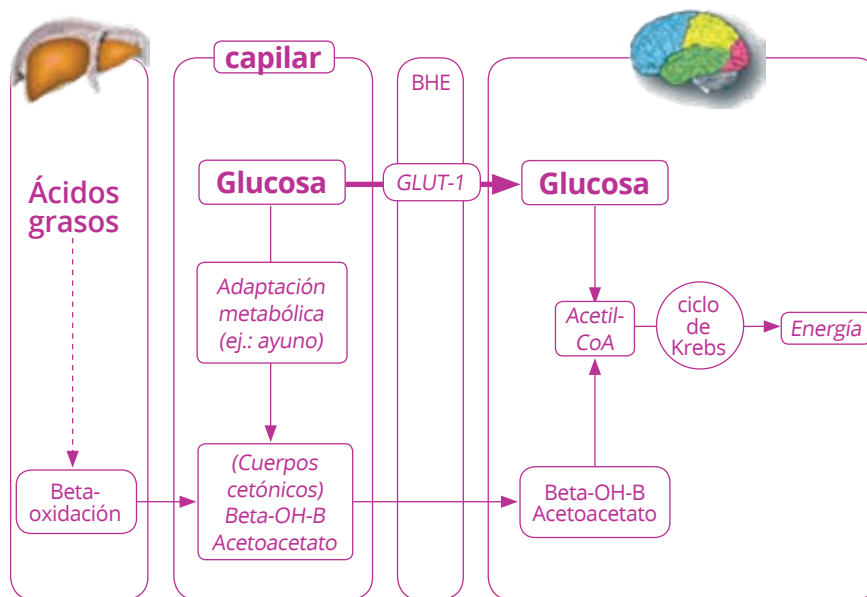 capilar
BHE
Ácidos
grasos
Glucosa
GLUT-1
Glucosa
Adaptación
metabólica
(ej.: ayuno)
Acetil-
CoA
ciclo
de
Krebs
Energía
Beta-
oxidación
(Cuerpos
cetónicos)
Beta-OH-B
Acetoacetato
Beta-OH-B
Acetoacetato